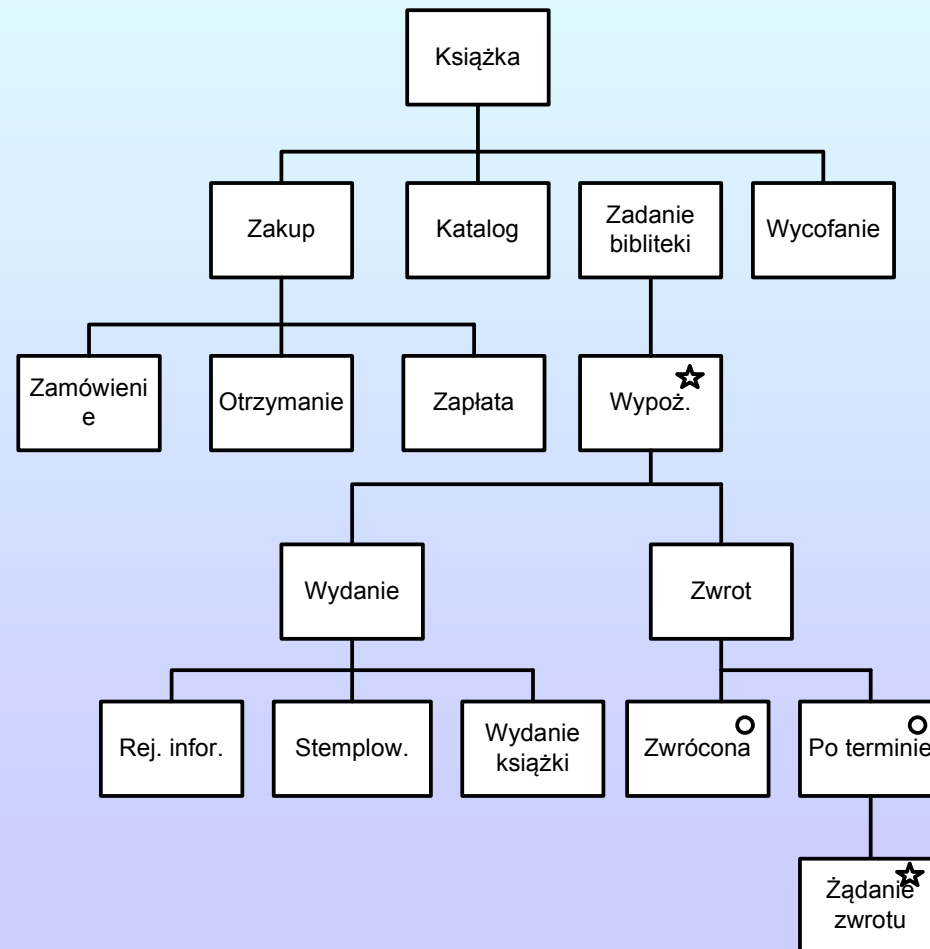 Książka
Zakup
Katalog
Zadanie
bibliteki
Wycofanie
Zamówieni
e
Otrzymanie
Zapłata
Wypoż.
Wydanie
Zwrot
Rej. infor.
Stemplow.
Wydanie
książki
Zwrócona
Po terminie
Żądanie
zwrotu